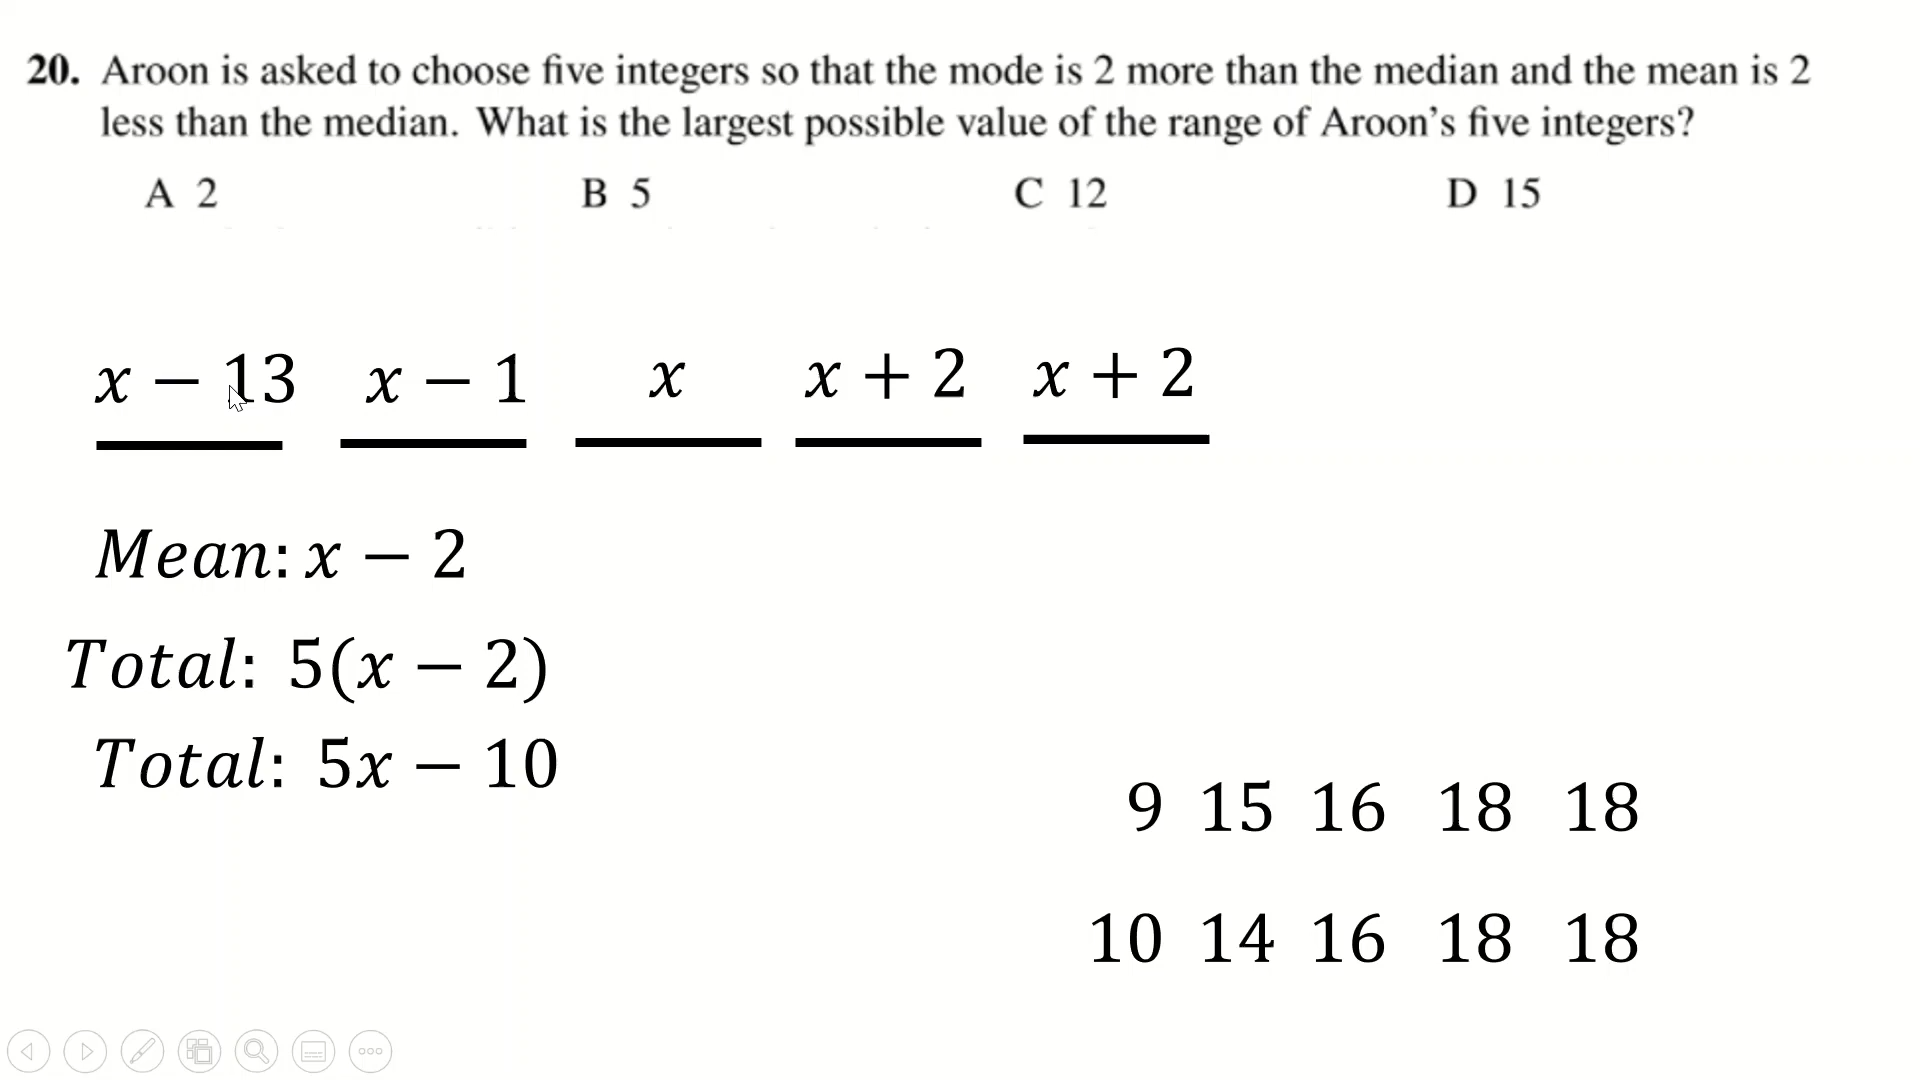 20. Aroon is asked to choose five integers so that the mode is 2 more than the median and the mean is 2
less than the median. What is the largest possible value of the range of Aroon's five integers?
A 2 B 5 C 12 D 15
x − 13 x − 1 x x + 2 x + 2
Mean: x − 2
Total: 5(x − 2)
Total: 5x − 10
9 15 16 18 18
10 14 16 18 18